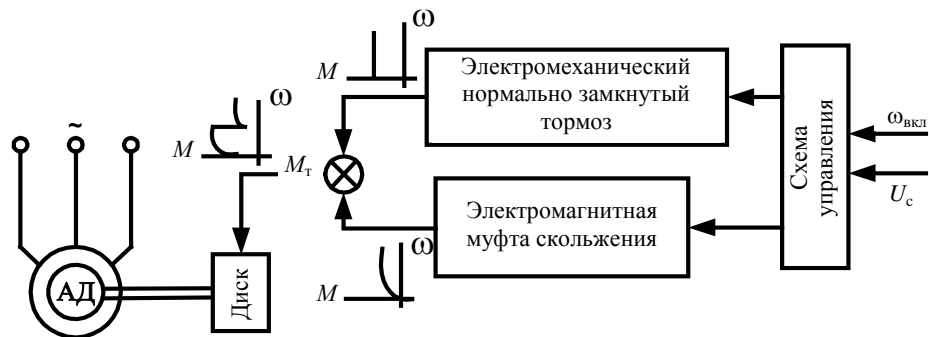 ω
M
Электромеханический
нормально замкнутый
тормоз
Схема
управления
ωвкл
Uс
ω
M
~
Mт
Электромагнитная
муфта скольжения
ω
M
АД
Диск